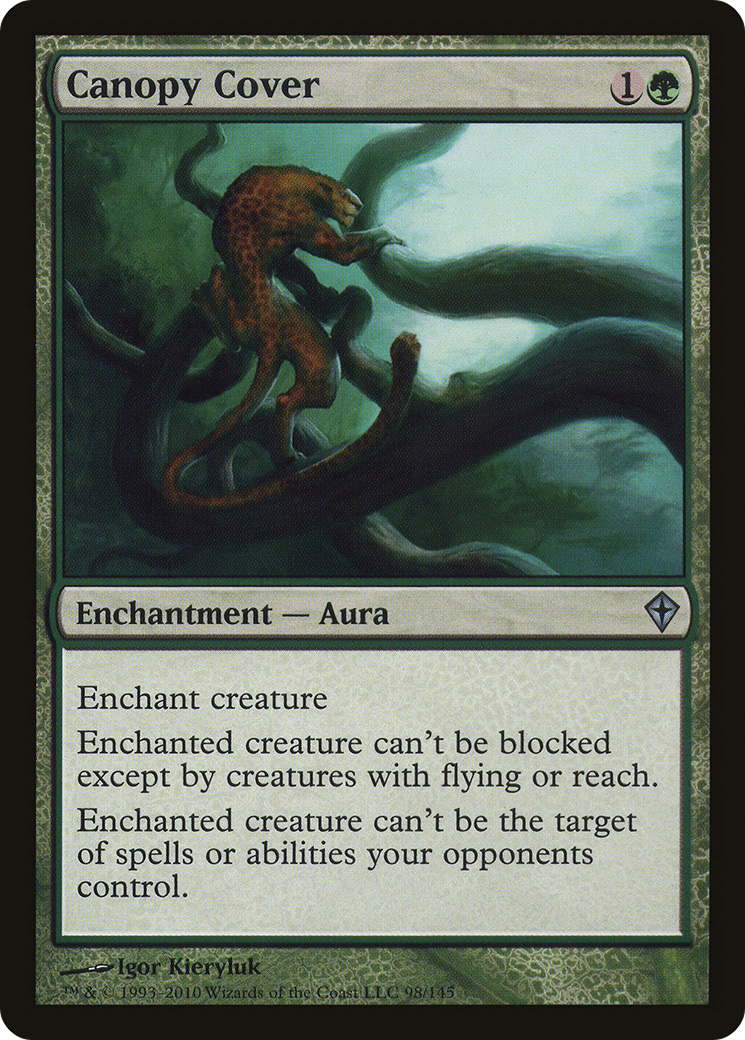 Canopy Cover 1
Enchantment — Aura
Enchant creature
Enchanted creature can't be blocked
except by creatures with flying or reach.
Enchanted creature can't be the target
of spells or abilities your opponents
control.
Igor Kieryluk
™ & © 1993–2010 Wizards of the Coast LLC 98/145